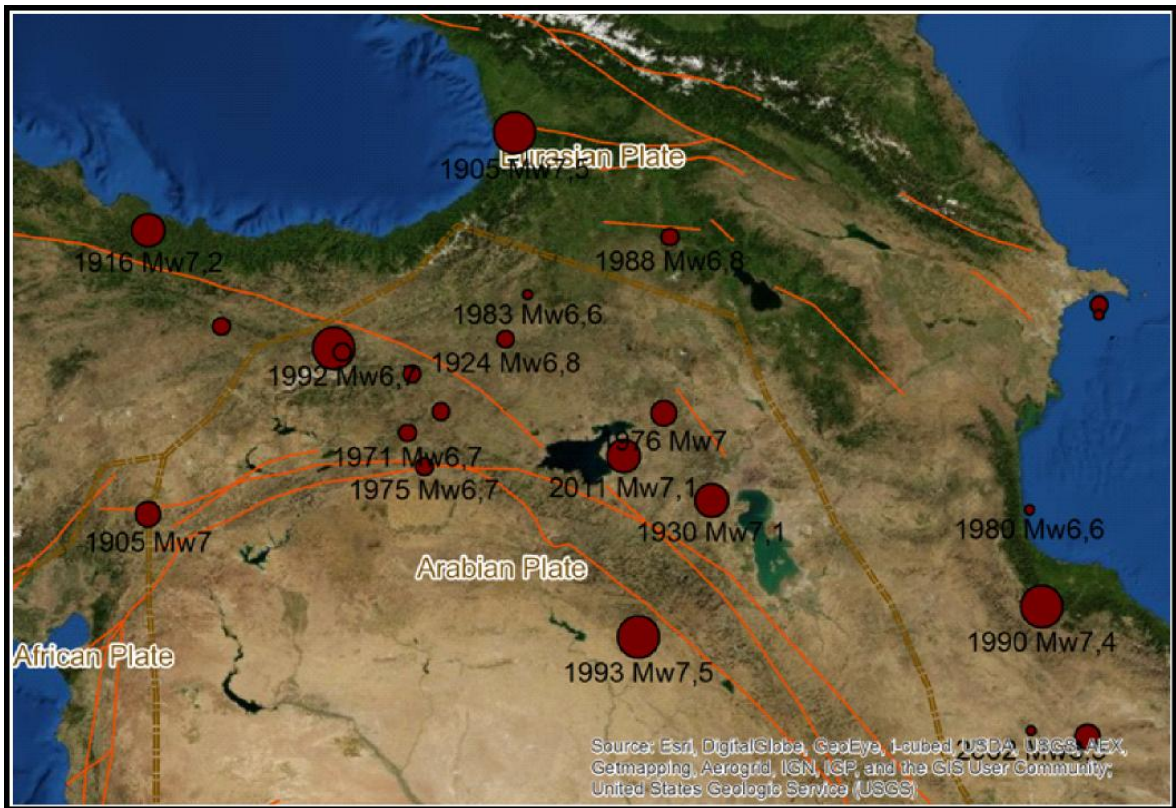 Eurasian Plate
1905 Mw7,5
1916 Mw7,2
1988 Mw6,8
1983 Mw6,6
1924 Mw6,8
1992 Mw6,7
1976 Mw7
1971 Mw6,7
1975 Mw6,7
2011 Mw7,1
1930 Mw7,1
1905 Mw7
1980 Mw6,6
Arabian Plate
1990 Mw7,4
African Plate
1993 Mw7,5
Source: Esri, DigitalGlobe, GeoEye, i-cubed, USDA, USGS, AEX,
Getmapping, Aerogrid, IGN, IGP, and the GIS User Community;
United States Geologic Service (USGS)